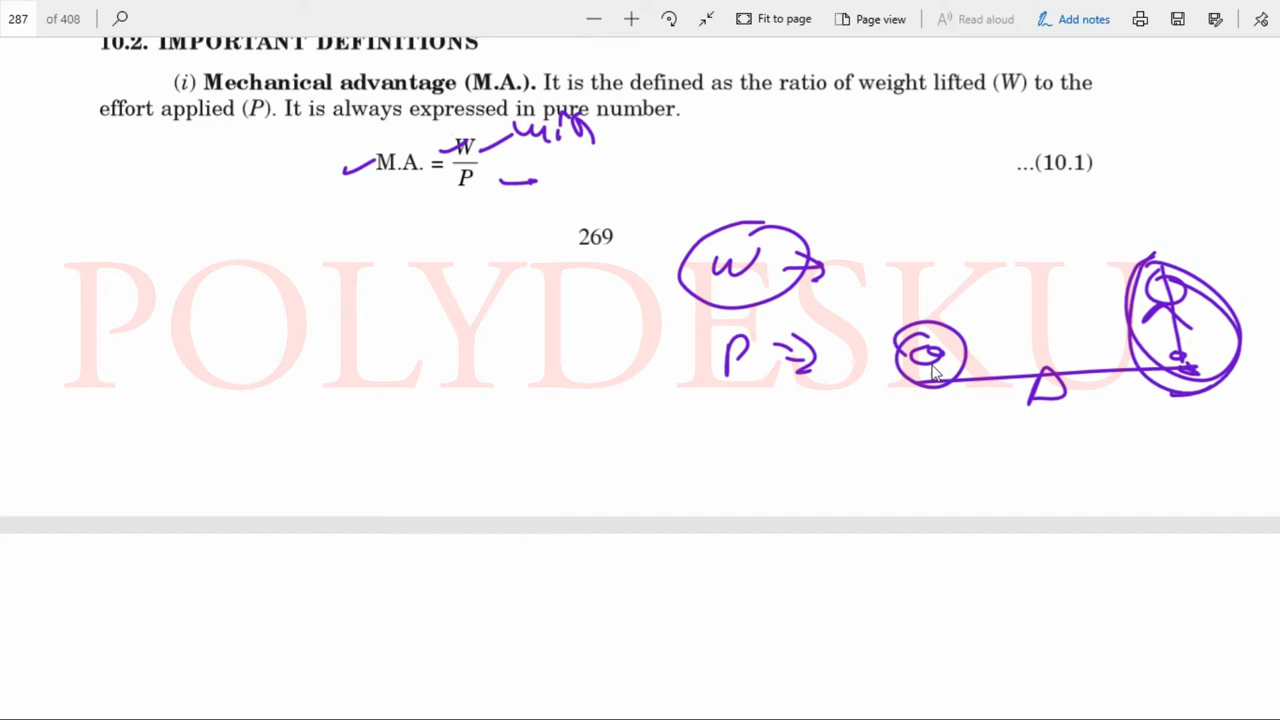 287 of 408 Fit to page Page view Read aloud Add notes
10.2. IMPORTANT DEFINITIONS
(i) Mechanical advantage (M.A.). It is the defined as the ratio of weight lifted (W) to the
effort applied (P). It is always expressed in pure number.
M.A. = W/P ...(10.1)
269
W
P
POLYDESKU